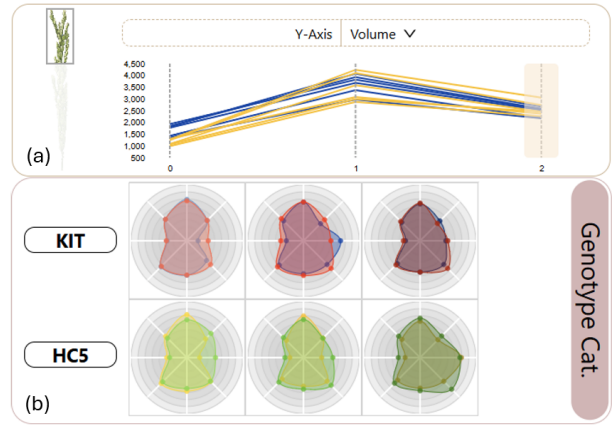 Y-Axis Volume
4,500
4,000
3,500
3,000
2,500
2,000
1,500
1,000
500
0 1 2
(a)
KIT
HC5
(b)
Genotype Cat.